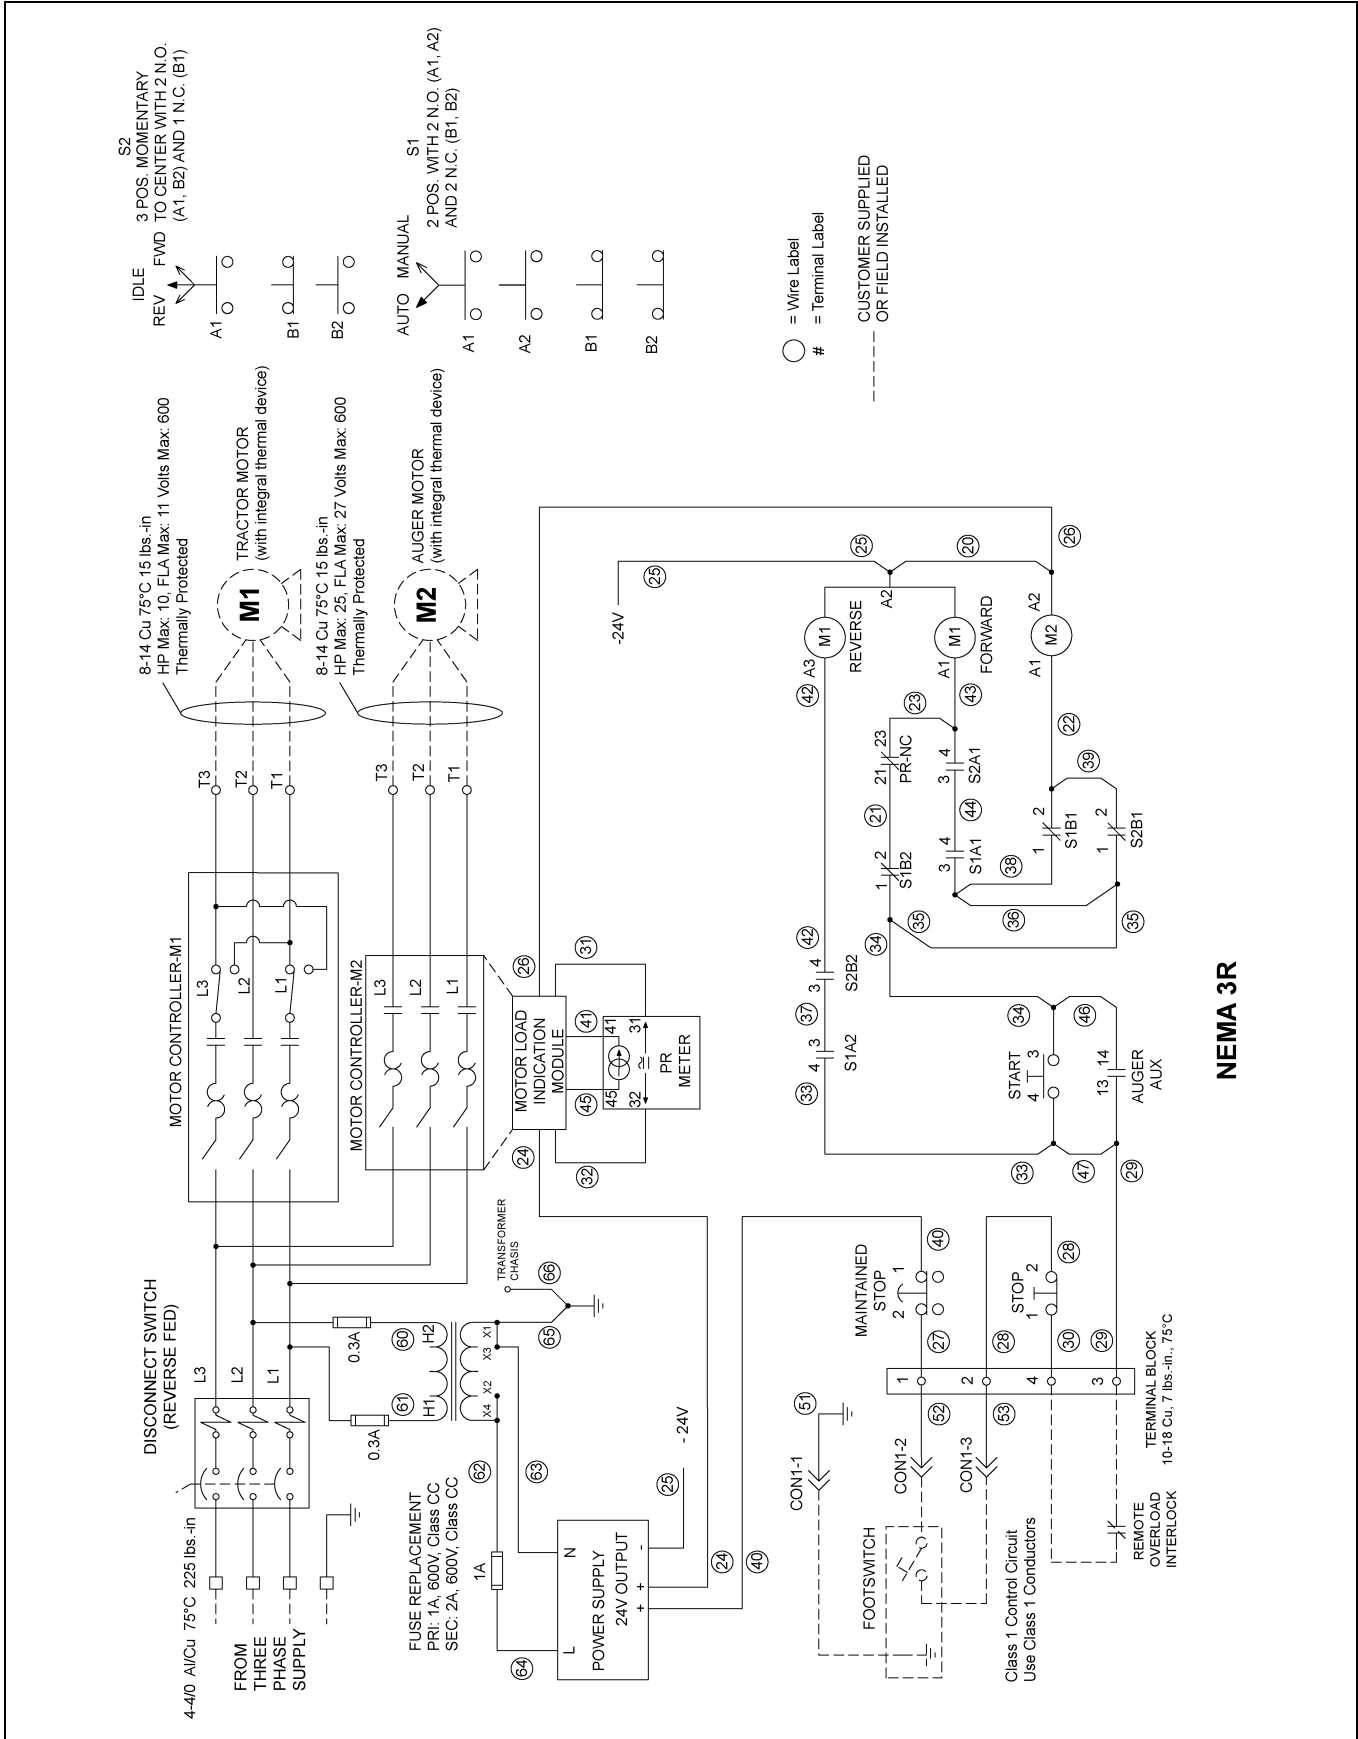 S2
3 POS. MOMENTARY
TO CENTER WITH 2 N.O.
(A1, B2) AND 1 N.C. (B1)
IDLE
REV
FWD
A1
B1
B2
S1
2 POS. WITH 2 N.O. (A1, A2)
AND 2 N.C. (B1, B2)
AUTO
MANUAL
A1
A2
B1
B2
= Wire Label
# = Terminal Label
CUSTOMER SUPPLIED
OR FIELD INSTALLED
8-14 Cu 75°C 15 lbs.-in
HP Max: 10, FLA Max: 11 Volts Max: 600
Thermally Protected
TRACTOR MOTOR
(with integral thermal device)
M1
8-14 Cu 75°C 15 lbs.-in
HP Max: 25, FLA Max: 27 Volts Max: 600
Thermally Protected
AUGER MOTOR
(with integral thermal device)
M2
T3
T2
T1
T3
T2
T1
MOTOR CONTROLLER-M1
L3
L2
L1
MOTOR CONTROLLER-M2
L3
L2
L1
DISCONNECT SWITCH
(REVERSE FED)
L3
L2
L1
4-4/0 Al/Cu 75°C 225 lbs.-in
FROM
THREE
PHASE
SUPPLY
0.3A
0.3A
60
61
H2
H1
X1
X3
X2
X4
TRANSFORMER
CHASIS
66
65
62
63
FUSE REPLACEMENT
PRI: 1A, 600V, Class CC
SEC: 2A, 600V, Class CC
1A
64
L
N
POWER SUPPLY
24V OUTPUT
+
+
-
25
- 24V
24
40
MOTOR LOAD
INDICATION
MODULE
24
26
32
45
41
31
45
41
32
31
PR
METER
-24V
25
25
20
26
A2
A3
M1
REVERSE
42
A1
M1
FORWARD
43
A2
A1
M2
22
23
21
23
PR-NC
21
1
2
S1B2
3
4
S2A1
44
3
4
S1A1
38
36
1
2
S1B1
39
1
2
S2B1
35
35
34
42
3
4
S2B2
37
4
3
S1A2
33
34
46
START
4
3
13
14
AUGER
AUX
33
47
29
MAINTAINED
STOP
2
1
40
27
STOP
1
2
28
28
30
29
1
2
4
3
TERMINAL BLOCK
10-18 Cu, 7 lbs.-in., 75°C
51
CON1-1
52
CON1-2
53
CON1-3
FOOTSWITCH
Class 1 Control Circuit
Use Class 1 Conductors
REMOTE
OVERLOAD
INTERLOCK
NEMA 3R